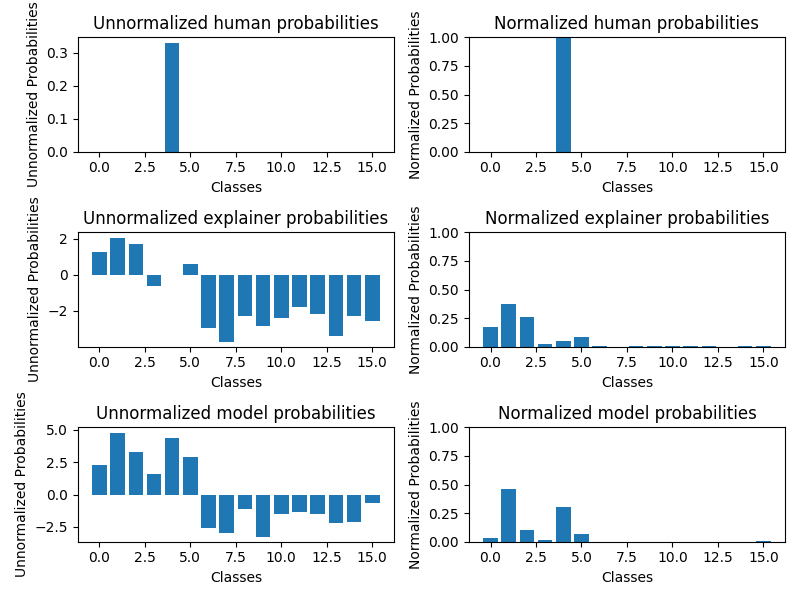 Unnormalized human probabilities
Unnormalized Probabilities
0.3
0.2
0.1
0.0
0.0 2.5 5.0 7.5 10.0 12.5 15.0
Classes
Normalized human probabilities
Normalized Probabilities
1.00
0.75
0.50
0.25
0.00
0.0 2.5 5.0 7.5 10.0 12.5 15.0
Classes
Unnormalized explainer probabilities
Unnormalized Probabilities
2
0
−2
0.0 2.5 5.0 7.5 10.0 12.5 15.0
Classes
Normalized explainer probabilities
Normalized Probabilities
1.00
0.75
0.50
0.25
0.00
0.0 2.5 5.0 7.5 10.0 12.5 15.0
Classes
Unnormalized model probabilities
Unnormalized Probabilities
5.0
2.5
0.0
−2.5
0.0 2.5 5.0 7.5 10.0 12.5 15.0
Classes
Normalized model probabilities
Normalized Probabilities
1.00
0.75
0.50
0.25
0.00
0.0 2.5 5.0 7.5 10.0 12.5 15.0
Classes